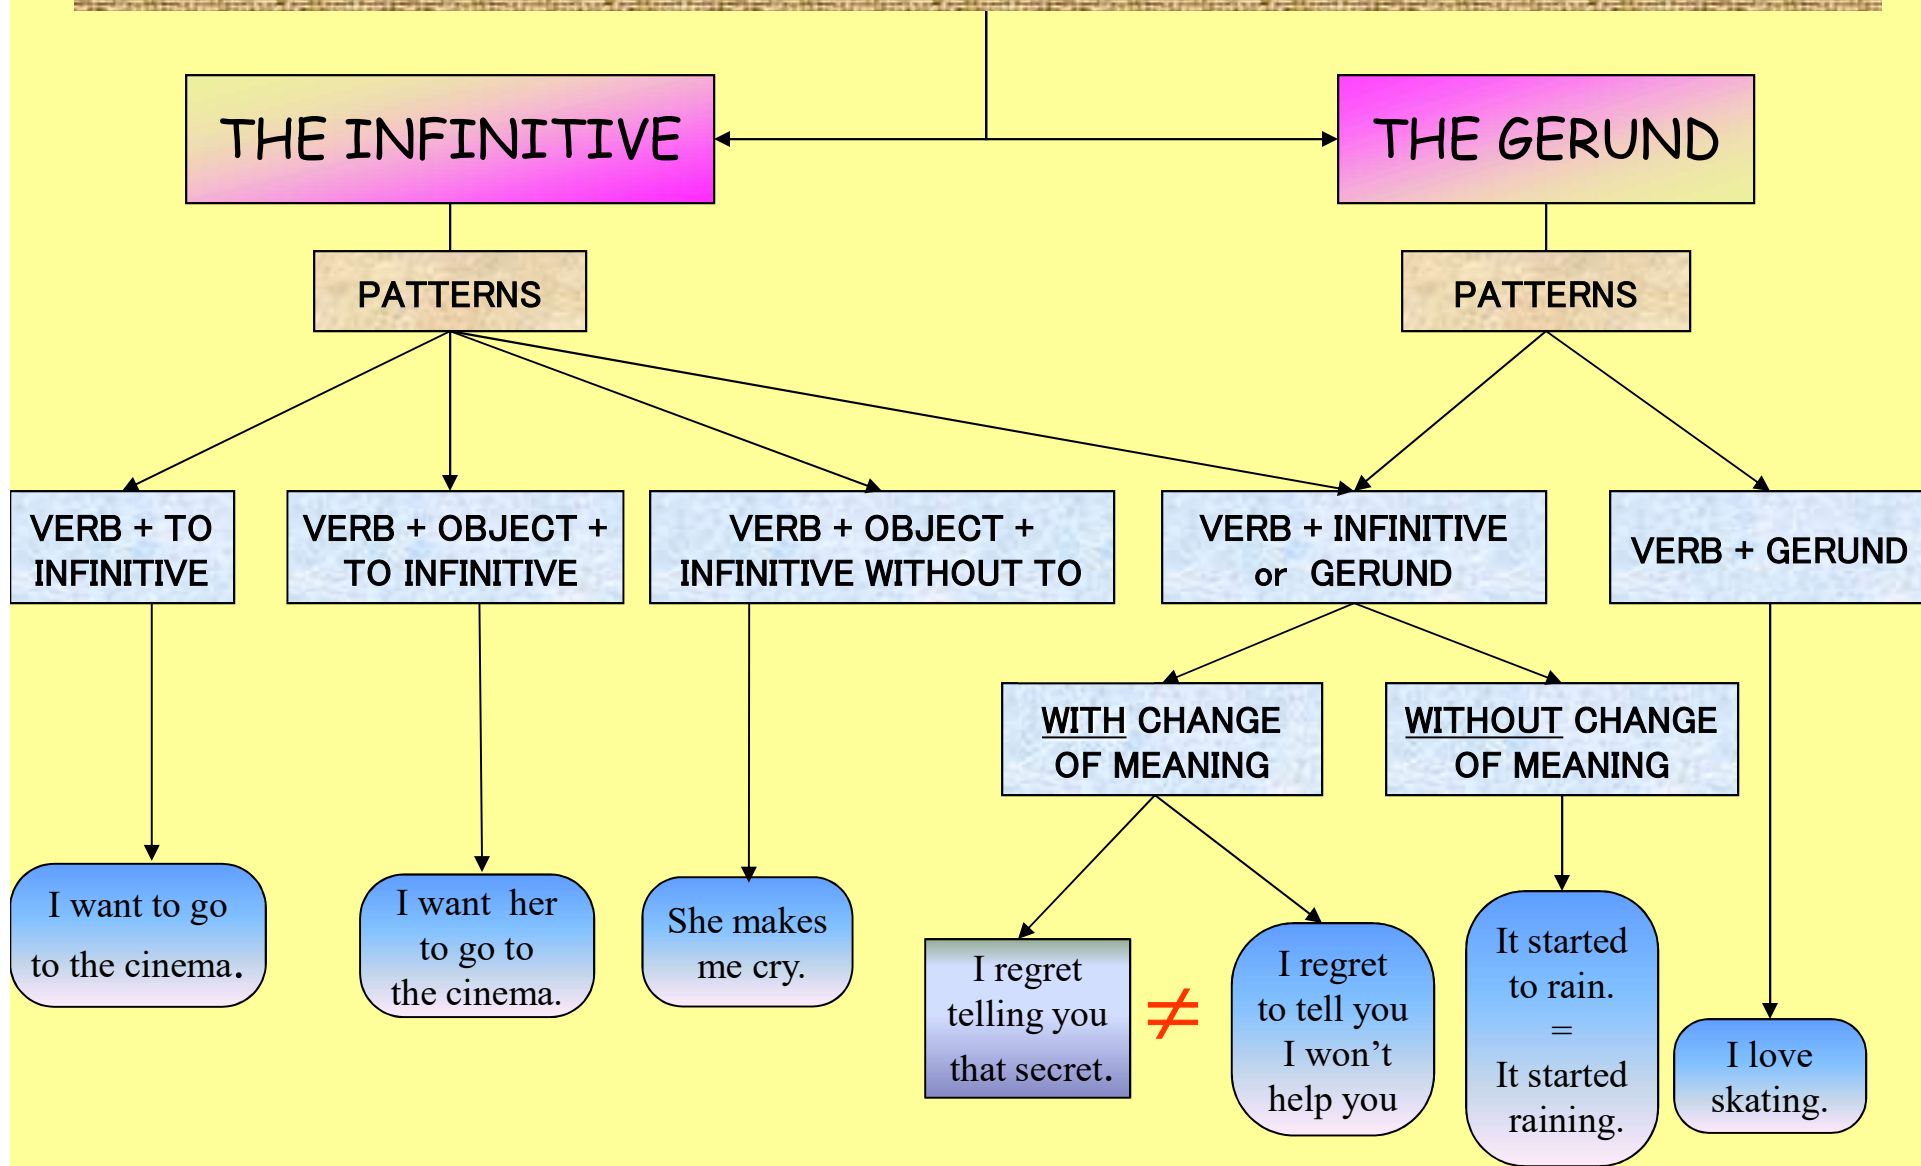 THE INFINITIVE
THE GERUND
PATTERNS
PATTERNS
VERB + TO
INFINITIVE
VERB + OBJECT +
TO INFINITIVE
VERB + OBJECT +
INFINITIVE WITHOUT TO
VERB + INFINITIVE
or GERUND
VERB + GERUND
WITH CHANGE
OF MEANING
WITHOUT CHANGE
OF MEANING
I want to go
to the cinema.
I want her
to go to
the cinema.
She makes
me cry.
I regret
telling you
that secret.
≠
I regret
to tell you
I won’t
help you
It started
to rain.
=
It started
raining.
I love
skating.